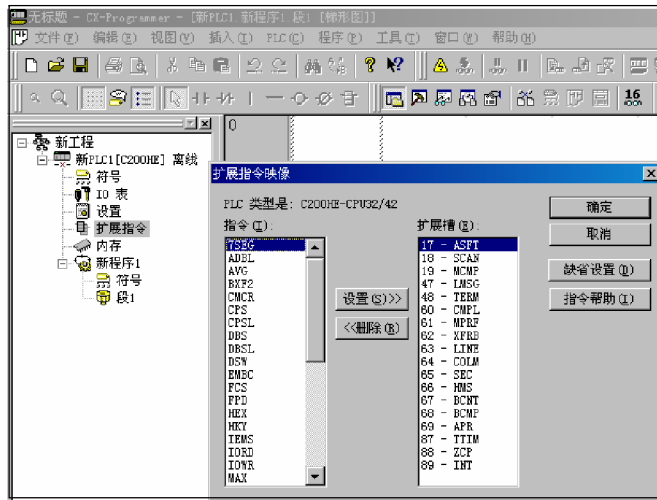 无标题 - CX-Programmer - [新PLC1 新程序1.段1 [梯形图]]
文件(F) 编辑(E) 视图(V) 插入(I) PLC(C) 程序(P) 工具(T) 窗口(W) 帮助(H)
16
新工程
新PLC1[C200HE] 离线
符号
IO 表
设置
扩展指令
内存
新程序1
符号
段1
0
扩展指令映像
PLC 类型是: C200HE-CPU32/42
指令(I):
7SEG
ADBL
AVG
BXF2
CMCR
CPS
CPSL
DBS
DBSL
DSW
EMBC
FCS
FPD
HEX
HKY
IEMS
IORD
IOWR
MAX
设置(S)>>
<<删除(R)
扩展槽(E):
17 - ASFT
18 - SCAN
19 - MCMP
47 - LMSG
48 - TERM
60 - CMPL
61 - MPRF
62 - XFRB
63 - LINE
64 - COLM
65 - SEC
66 - HMS
67 - BCNT
68 - BCMP
69 - APR
87 - TTIM
88 - ZCP
89 - INT
确定
取消
缺省设置(D)
指令帮助(I)